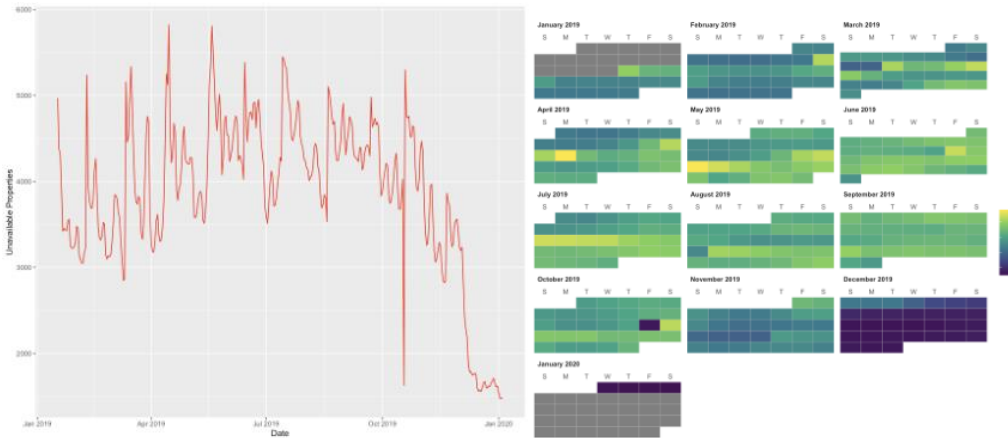 6000
5000
4000
3000
2000
Unavailable Properties
Jan 2019
Apr 2019
Jul 2019
Oct 2019
Jan 2020
Date
January 2019
S M T W T F S
February 2019
S M T W T F S
March 2019
S M T W T F S
April 2019
S M T W T F S
May 2019
S M T W T F S
June 2019
S M T W T F S
July 2019
S M T W T F S
August 2019
S M T W T F S
September 2019
S M T W T F S
October 2019
S M T W T F S
November 2019
S M T W T F S
December 2019
S M T W T F S
January 2020
S M T W T F S